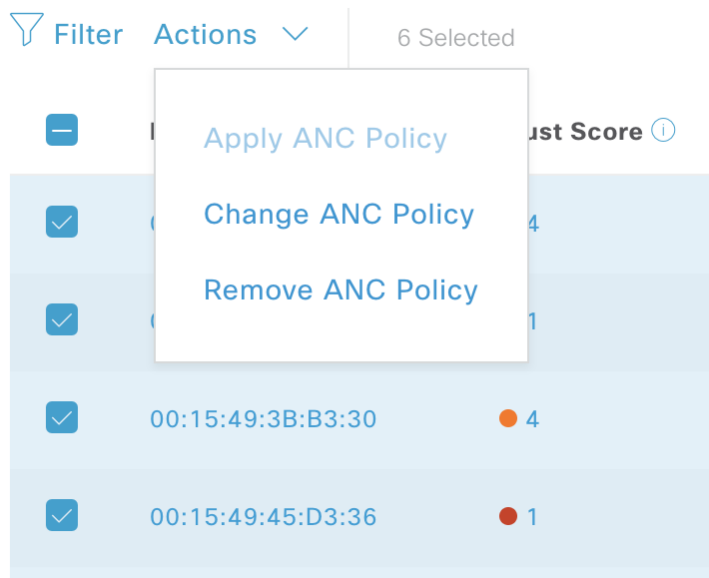 Filter Actions 6 Selected
Apply ANC Policy
ust Score
Change ANC Policy
4
Remove ANC Policy
1
00:15:49:3B:B3:30 4
00:15:49:45:D3:36 1